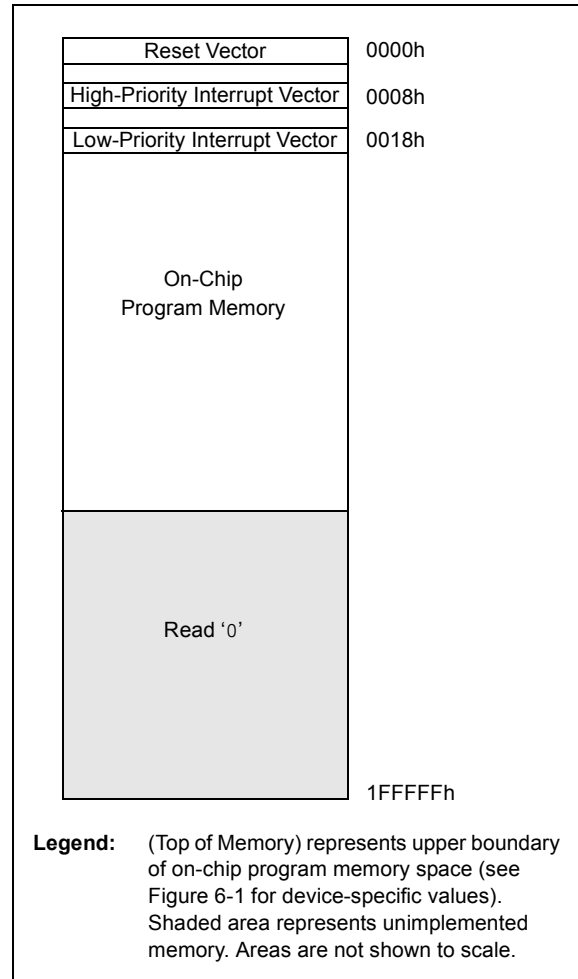 Reset Vector 0000h
High-Priority Interrupt Vector 0008h
Low-Priority Interrupt Vector 0018h
On-Chip
Program Memory
Read ‘0’
1FFFFFh
Legend: (Top of Memory) represents upper boundary
of on-chip program memory space (see
Figure 6-1 for device-specific values).
Shaded area represents unimplemented
memory. Areas are not shown to scale.